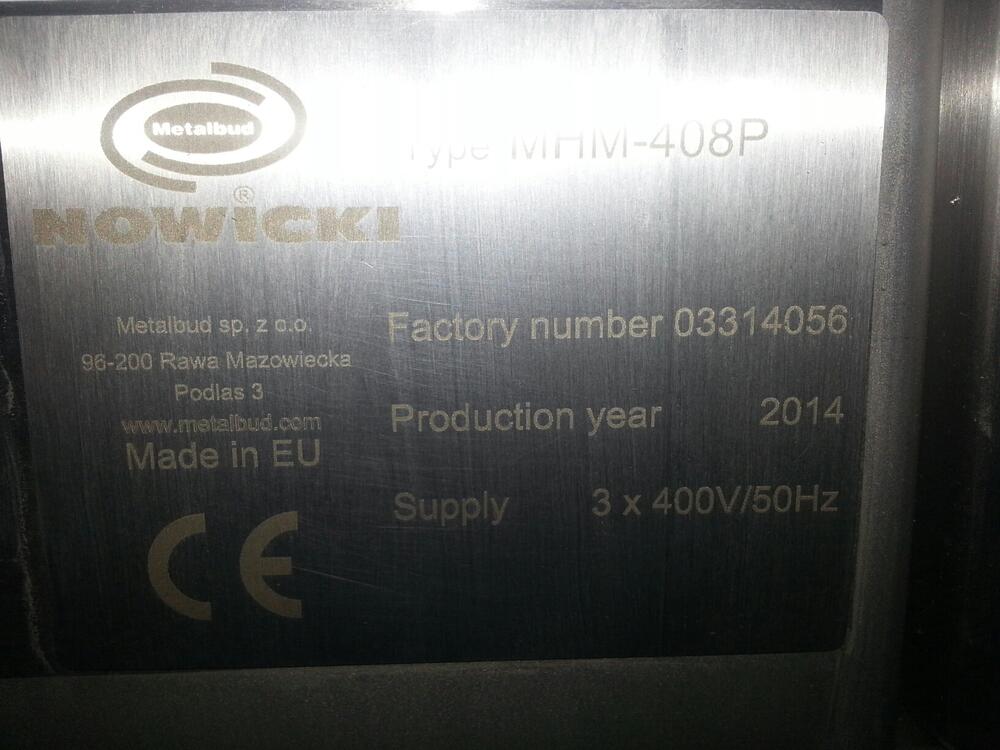 Metalbud
®
NOWICKI
Type MHM-408P
Metalbud sp. z o.o.
96-200 Rawa Mazowiecka
Podlas 3
www.metalbud.com
Made in EU
CE
Factory number 03314056
Production year 2014
Supply 3 x 400V/50Hz